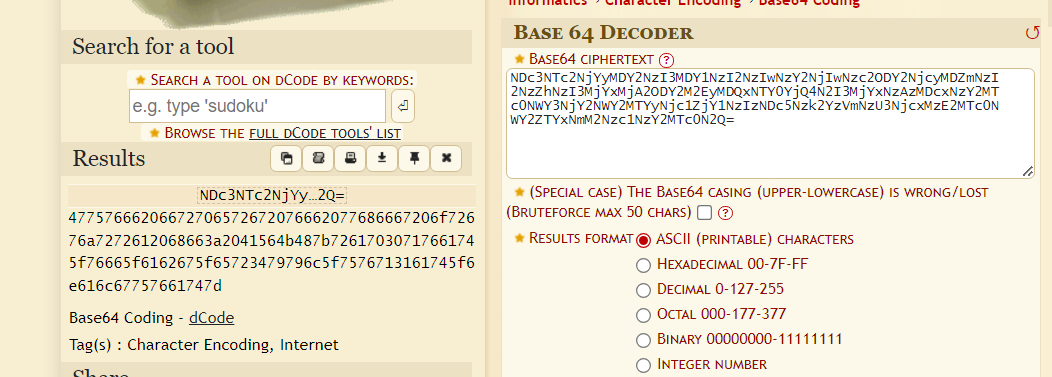 Informatics › Character Encoding › Base64 Coding
Search for a tool
★ SEARCH A TOOL ON DCODE BY KEYWORDS:
e.g. type 'sudoku'
★ BROWSE THE FULL DCODE TOOLS' LIST
Results
NDc3NTc2NjYy…2Q=
47757666206672706572672076662077686667206f726
76a7272612068663a2041564b487b7261703071766174
5f76665f6162675f65723479796c5f7576713161745f6
e616c67757661747d
Base64 Coding - dCode
Tag(s) : Character Encoding, Internet
Share
BASE 64 DECODER
★ BASE64 CIPHERTEXT ?
NDc3NTc2NjYyMDY2NzI3MDY1NzI2NzIwNzY2NjIwNzc2ODY2NjcyMDZmNzI
2NzZhNzI3MjYxMjA2ODY2M2EyMDQxNTY0YjQ4N2I3MjYxNzAzMDcxNzY2MT
c0NWY3NjY2NWY2MTYyNjc1ZjY1NzIzNDc5Nzk2YzVmNzU3NjcxMzE2MTc0N
WY2ZTYxNmM2Nzc1NzY2MTc0N2Q=
★ (SPECIAL CASE) THE BASE64 CASING (UPPER-LOWERCASE) IS WRONG/LOST
(BRUTEFORCE MAX 50 CHARS) ?
★ RESULTS FORMAT ASCII (PRINTABLE) CHARACTERS
HEXADECIMAL 00-7F-FF
DECIMAL 0-127-255
OCTAL 000-177-377
BINARY 00000000-11111111
INTEGER NUMBER